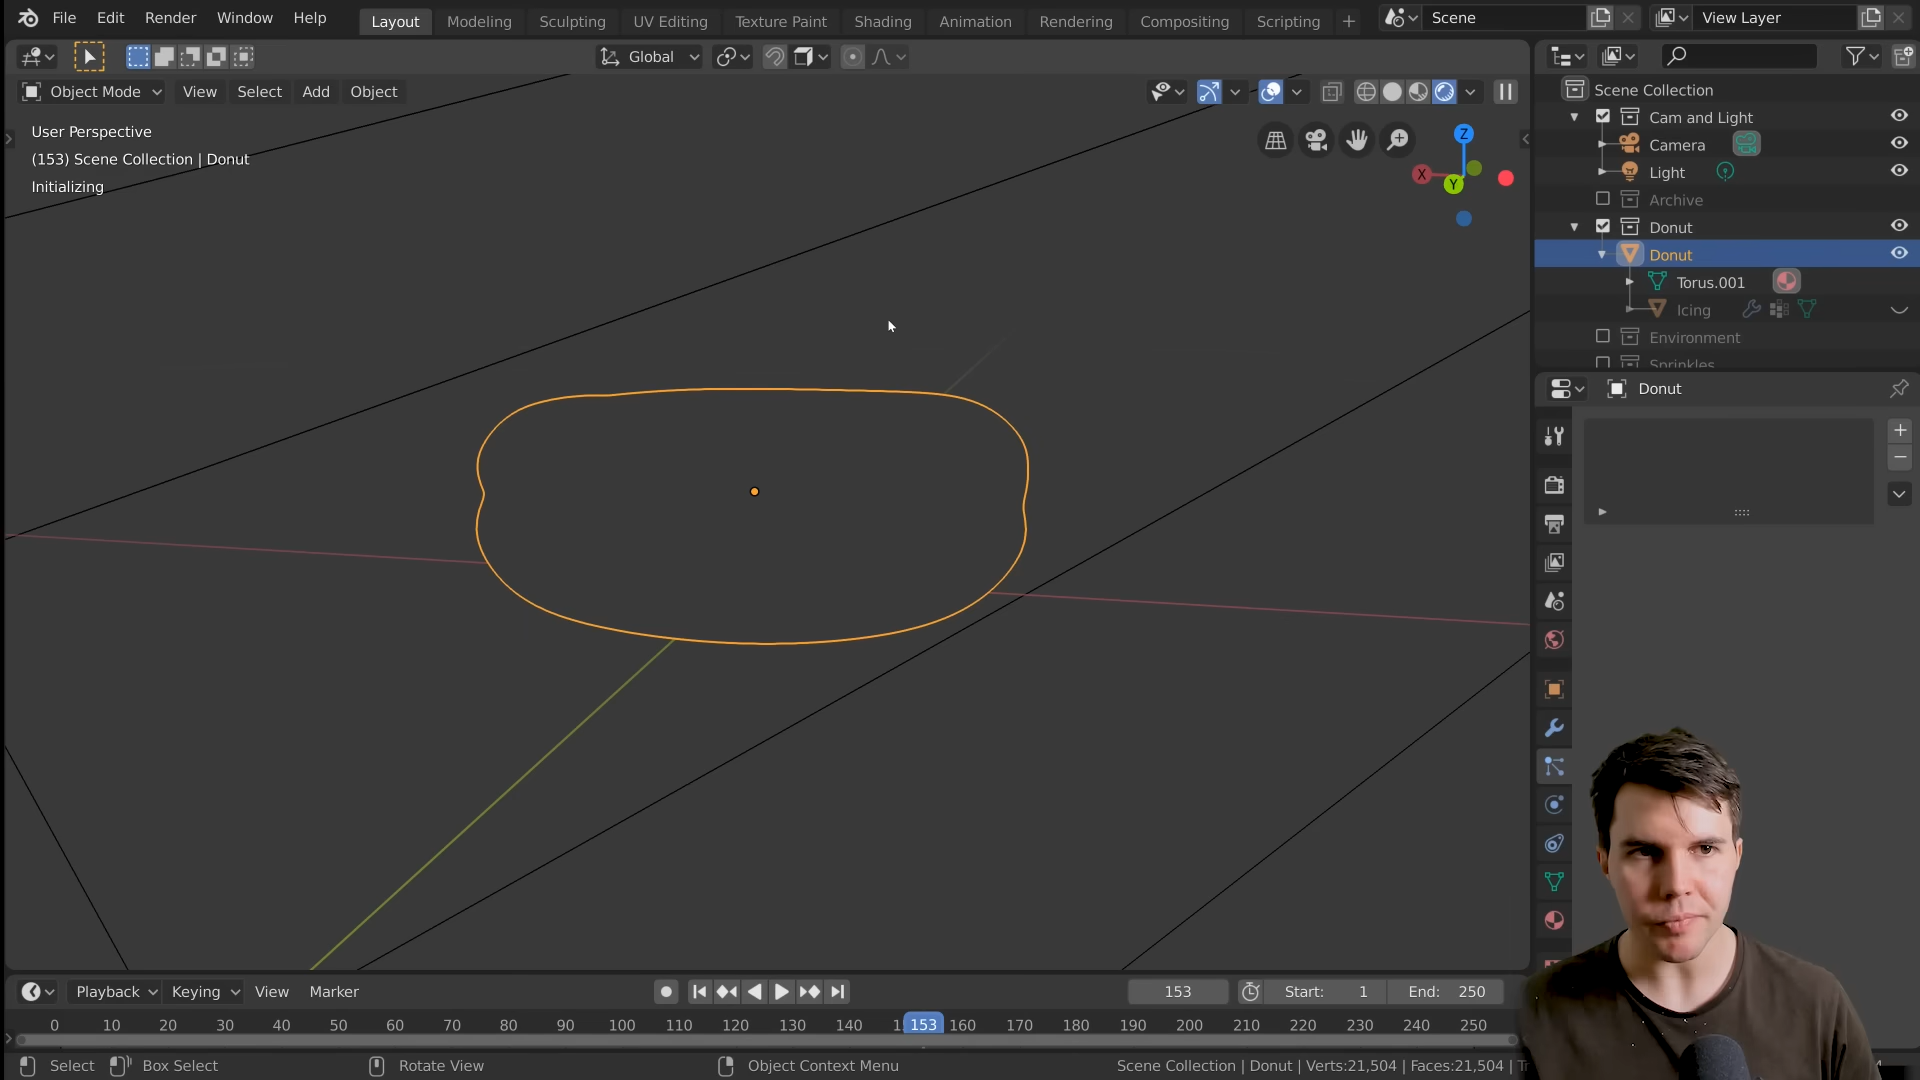 File Edit Render Window Help Layout Modeling Sculpting UV Editing Texture Paint Shading Animation Rendering Compositing Scripting + Scene View Layer
Global
Object Mode View Select Add Object
User Perspective
(153) Scene Collection | Donut
Initializing
Z
X
Y
Scene Collection
Cam and Light
Camera
Light
Archive
Donut
Donut
Torus.001
Icing
Environment
Sprinkles
Donut
Playback Keying View Marker 153 Start: 1 End: 250
0 10 20 30 40 50 60 70 80 90 100 110 120 130 140 153 160 170 180 190 200 210 220 230 240 250
Select Box Select Rotate View Object Context Menu Scene Collection | Donut | Verts:21,504 | Faces:21,504 |